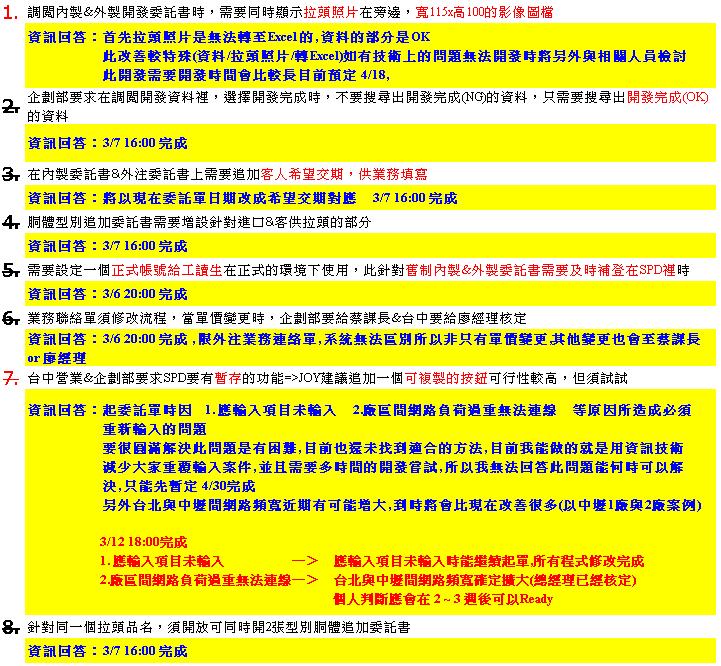 1. 調閱內製&外製開發委託書時，需要同時顯示拉頭照片在旁邊，寬115x高100的影像圖檔
資訊回答：首先拉頭照片是無法轉至Excel的,資料的部分是OK
此改善較特殊(資料/拉頭照片/轉Excel)如有技術上的問題無法開發時將另外與相關人員檢討
此開發需要開發時間會比較長目前預定 4/18,
2. 企劃部要求在調閱開發資料裡，選擇開發完成時，不要搜尋出開發完成(NG)的資料，只需要搜尋出開發完成(OK)
的資料
資訊回答：3/7 16:00 完成
3. 在內製委託書&外注委託書上需要追加客人希望交期，供業務填寫
資訊回答：將以現在委託單日期改成希望交期對應 3/7 16:00 完成
4. 胴體型別追加委託書需要增設針對進口&客供拉頭的部分
資訊回答：3/7 16:00 完成
5. 需要設定一個正式帳號給工讀生在正式的環境下使用，此針對舊制內製&外製委託書需要及時補登在SPD裡時
資訊回答：3/6 20:00 完成
6. 業務聯絡單須修改流程，當單價變更時，企劃部要給蔡課長&台中要給廖經理核定
資訊回答：3/6 20:00 完成 ,限外注業務連絡單,系統無法區別所以非只有單價變更,其他變更也會至蔡課長
or 廖經理
7. 台中營業&企劃部要求SPD要有暫存的功能=>JOY建議追加一個可複製的按鈕可行性較高，但須試試
資訊回答：起委託單時因 1.應輸入項目未輸入 2.廠區間網路負荷過重無法連線 等原因所造成必須
重新輸入的問題
要很圓滿解決此問題是有困難,目前也還未找到適合的方法,目前我能做的就是用資訊技術
減少大家重覆輸入案件,並且需要多時間的開發嘗試,所以我無法回答此問題能何時可以解
決,只能先暫定 4/30完成
另外台北與中壢間網路頻寬近期有可能增大,到時將會比現在改善很多(以中壢1廠與2廠案例)
3/12 18:00完成
1. 應輸入項目未輸入 —> 應輸入項目未輸入時能繼續起單,所有程式修改完成
2.廠區間網路負荷過重無法連線—> 台北與中壢間網路頻寬確定擴大(總經理已經核定)
個人判斷應會在 2 ~ 3 週後可以Ready
8. 針對同一個拉頭品名，須開放可同時開2張型別胴體追加委託書
資訊回答：3/7 16:00 完成